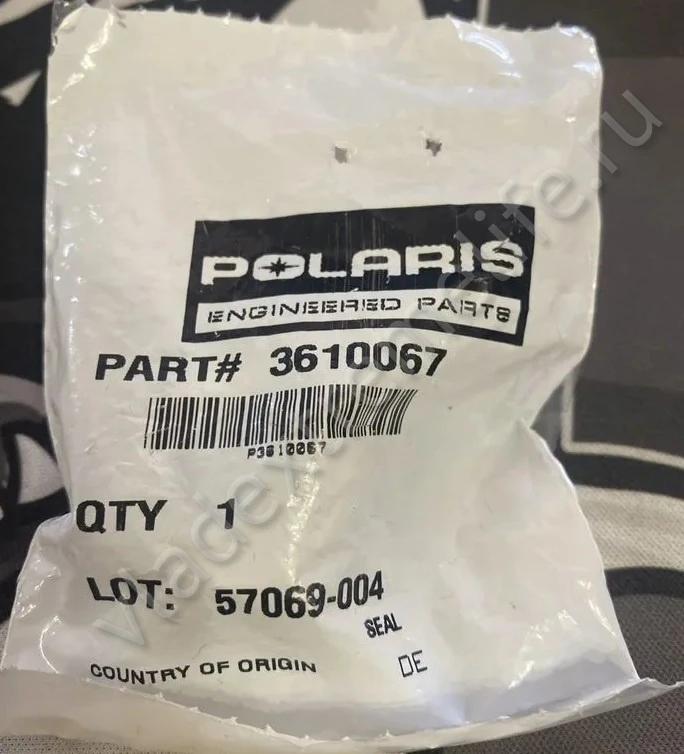 POLARIS
ENGINEERED PARTS
PART# 3610067
P3610067
QTY 1
LOT: 57069-004
SEAL
COUNTRY OF ORIGIN DE